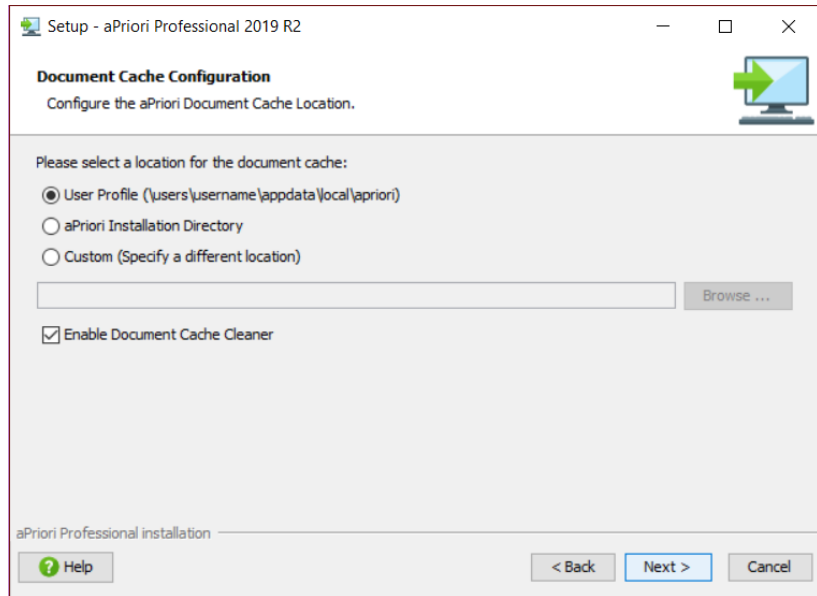 Setup - aPriori Professional 2019 R2
Document Cache Configuration
Configure the aPriori Document Cache Location.
Please select a location for the document cache:
User Profile (\users\username\appdata\local\apriori)
aPriori Installation Directory
Custom (Specify a different location)
Browse ...
Enable Document Cache Cleaner
aPriori Professional installation
? Help
< Back
Next >
Cancel